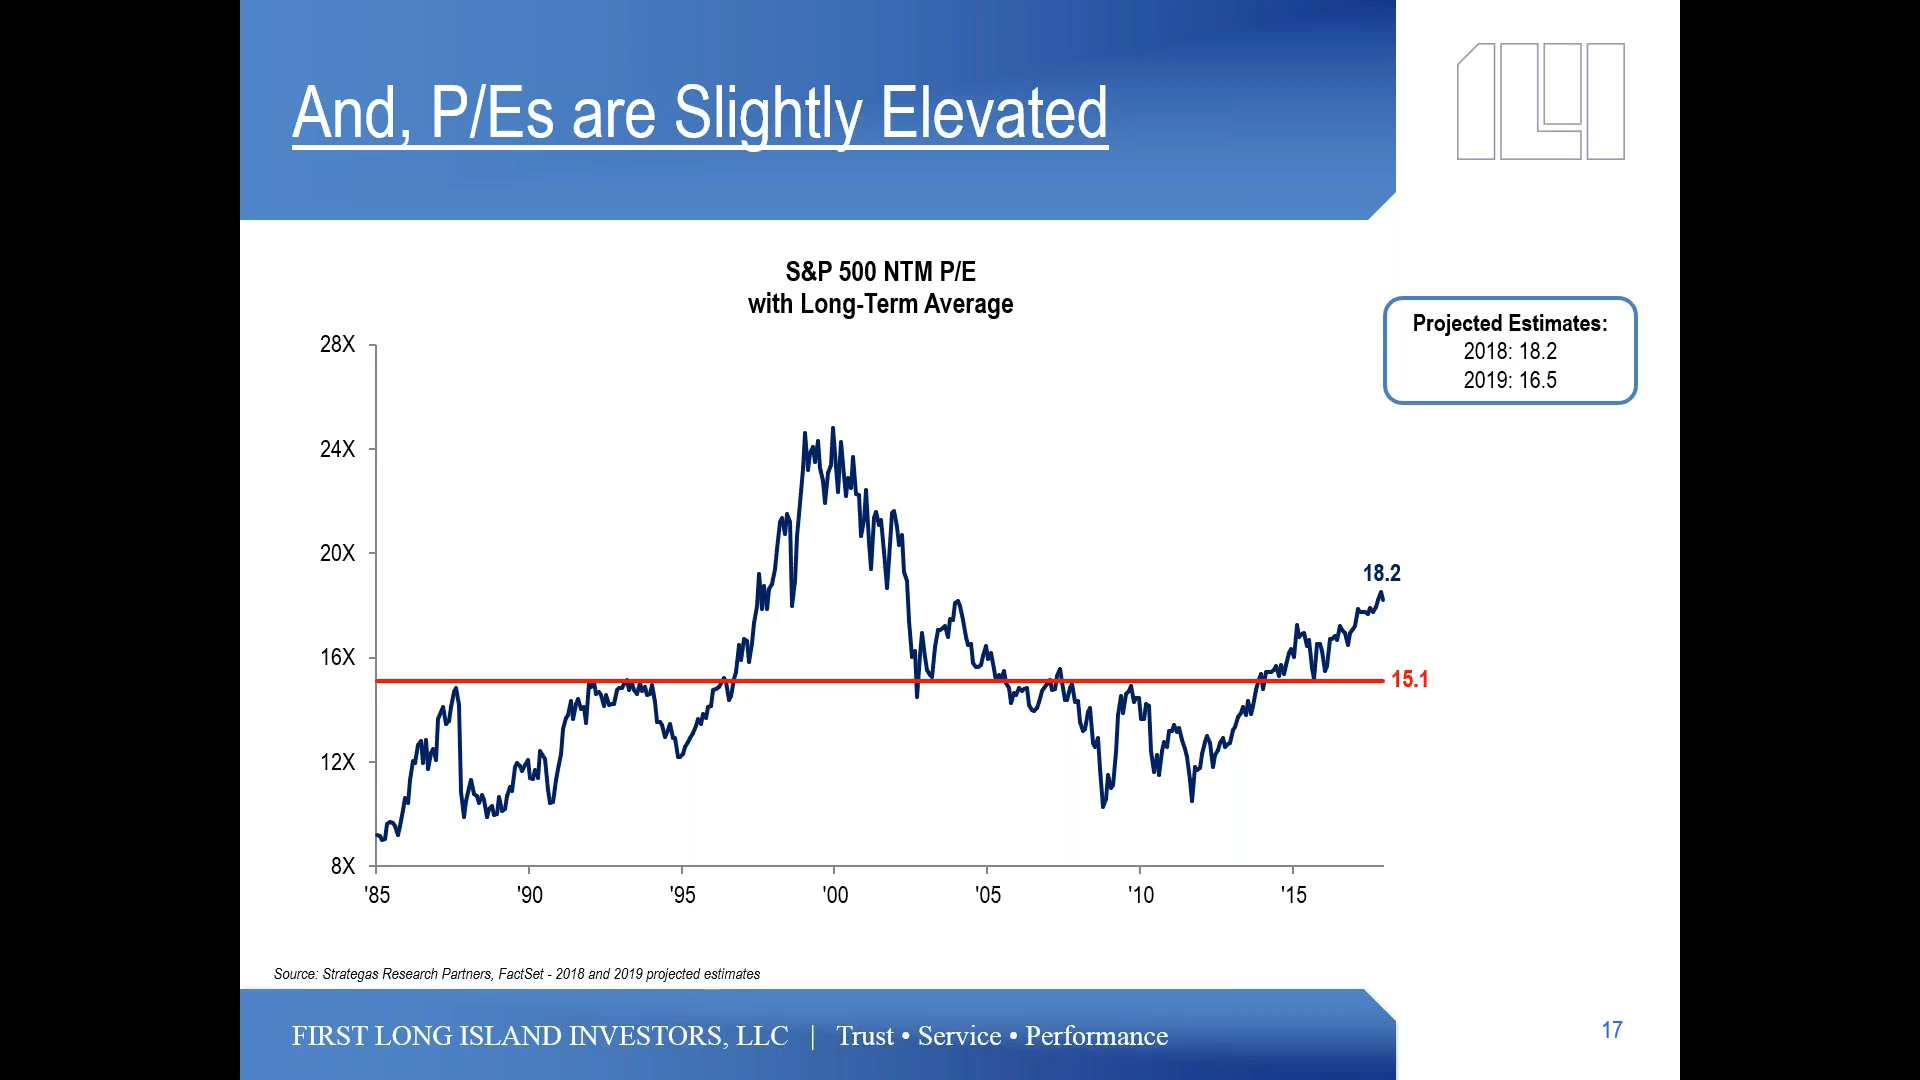 And, P/Es are Slightly Elevated
S&P 500 NTM P/E
with Long-Term Average
Projected Estimates:
2018: 18.2
2019: 16.5
28X
24X
20X
16X
12X
8X
18.2
15.1
'85 '90 '95 '00 '05 '10 '15
Source: Strategas Research Partners, FactSet - 2018 and 2019 projected estimates
FIRST LONG ISLAND INVESTORS, LLC | Trust • Service • Performance
17